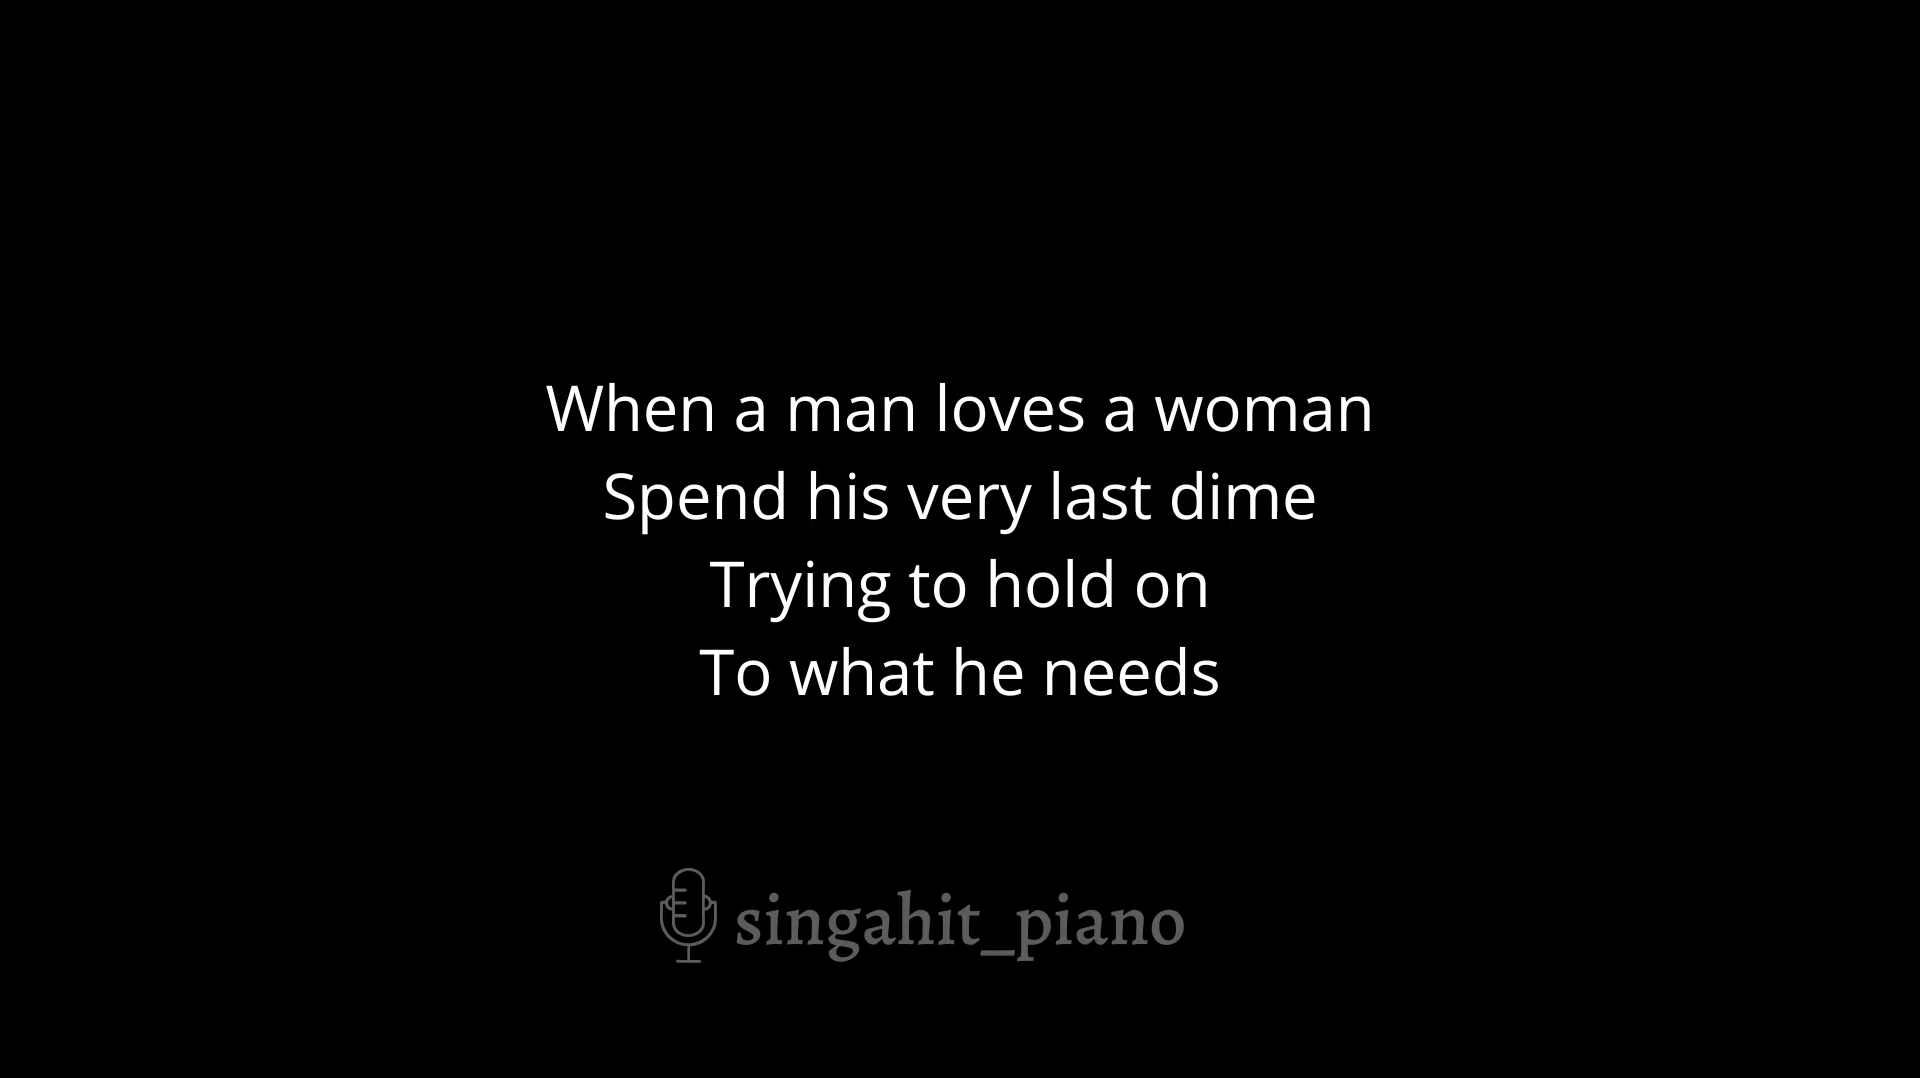 When a man loves a woman
Spend his very last dime
Trying to hold on
To what he needs
singahit_piano